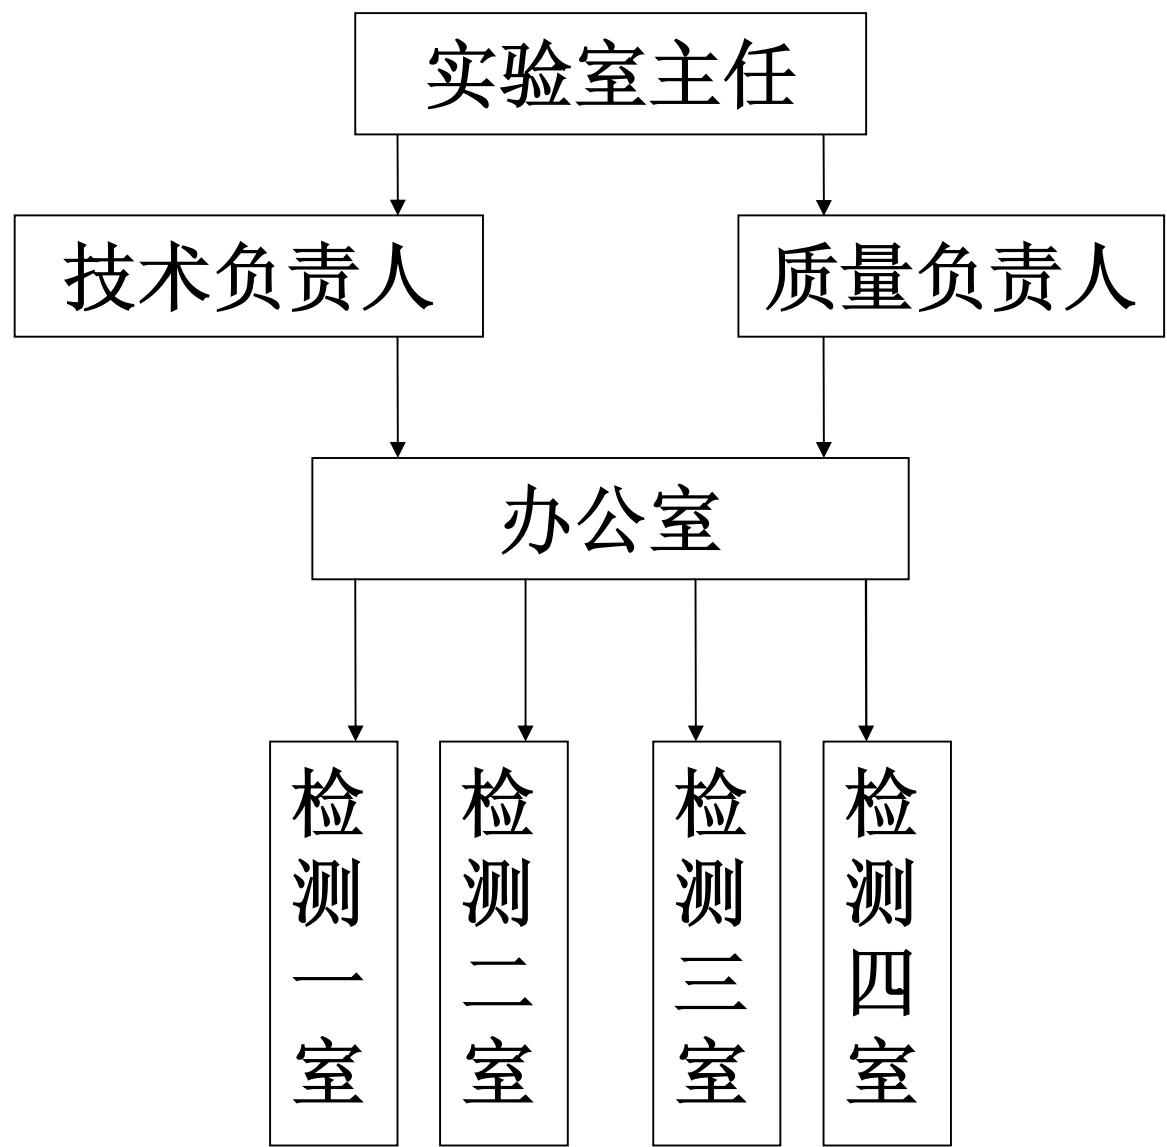 实验室主任
技术负责人
质量负责人
办公室
检测一室
检测二室
检测三室
检测四室